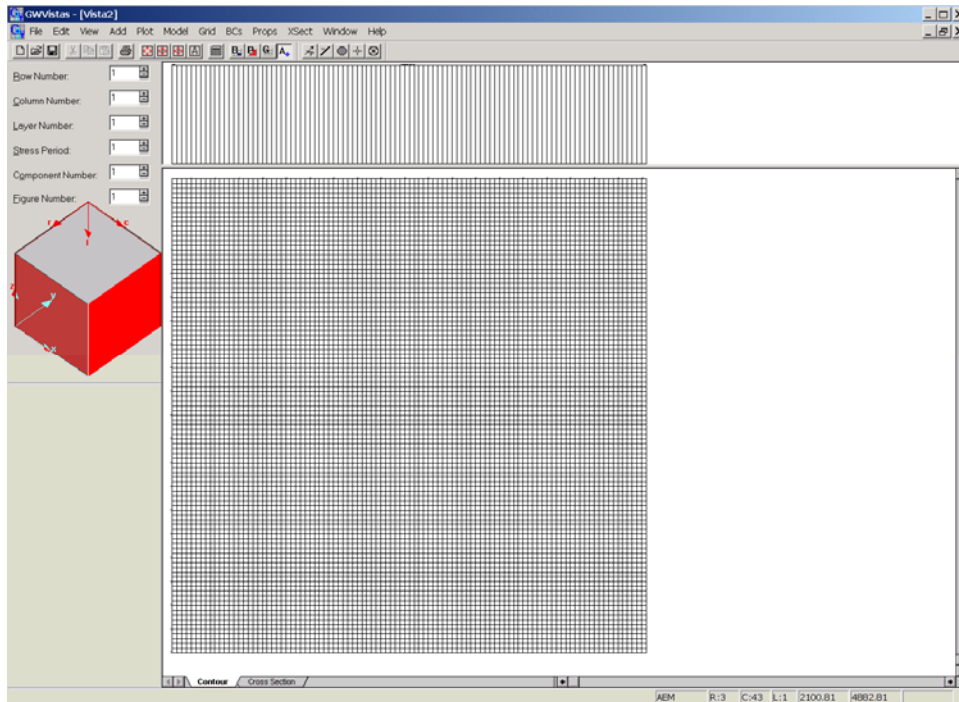 GWVistas - [Vista2]
File Edit View Add Plot Model Grid BCs Props XSect Window Help
Row Number: 1
Column Number: 1
Layer Number: 1
Stress Period: 1
Component Number: 1
Figure Number: 1
r c
l
z
y
x
Contour Cross Section
AEM R:3 C:43 L:1 2100.81 4882.81